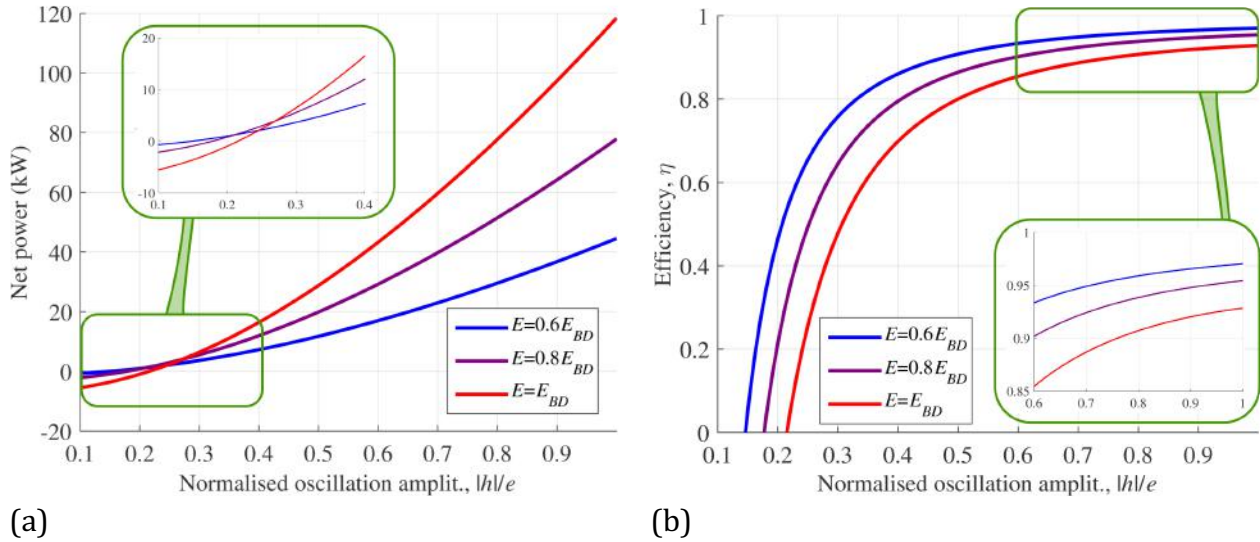 120
100
80
60
40
20
0
-20
Net power (kW)
20
10
0
-10
0.1 0.2 0.3 0.4
E=0.6E_BD
E=0.8E_BD
E=E_BD
0.1 0.2 0.3 0.4 0.5 0.6 0.7 0.8 0.9
Normalised oscillation amplit., |h|/e
(a)
1
0.8
0.6
0.4
0.2
0
Efficiency, η
E=0.6E_BD
E=0.8E_BD
E=E_BD
1
0.95
0.9
0.85
0.6 0.7 0.8 0.9 1
0.1 0.2 0.3 0.4 0.5 0.6 0.7 0.8 0.9
Normalised oscillation amplit., |h|/e
(b)